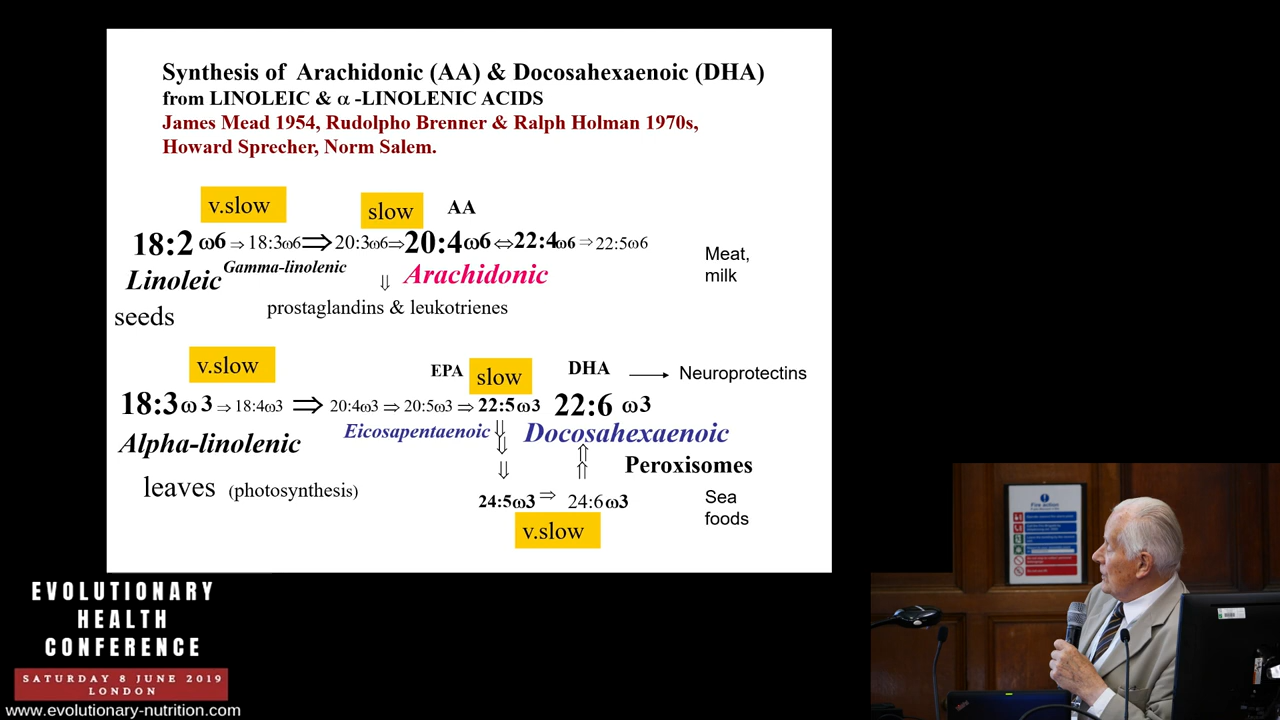 Synthesis of Arachidonic (AA) & Docosahexaenoic (DHA)
from LINOLEIC & α -LINOLENIC ACIDS
James Mead 1954, Rudolpho Brenner & Ralph Holman 1970s,
Howard Sprecher, Norm Salem.
v.slow
slow
AA
18:2 ω6 ⇒ 18:3ω6 ⇒ 20:3ω6 ⇒ 20:4ω6 ⇔ 22:4ω6 ⇒ 22:5ω6
Gamma-linolenic
Linoleic
⇓
Arachidonic
Meat,
milk
seeds
prostaglandins & leukotrienes
v.slow
EPA
slow
DHA
→ Neuroprotectins
18:3 ω3 ⇒ 18:4ω3 ⇒ 20:4ω3 ⇒ 20:5ω3 ⇒ 22:5ω3 22:6 ω3
Alpha-linolenic
Eicosapentaenoic
⇓
⇓
Docosahexaenoic
⇑
⇑
Peroxisomes
leaves (photosynthesis)
⇓
24:5ω3 ⇒ 24:6ω3
v.slow
Sea
foods
EVOLUTIONARY
HEALTH
CONFERENCE
SATURDAY 8 JUNE 2019
LONDON
www.evolutionary-nutrition.com
Fire action